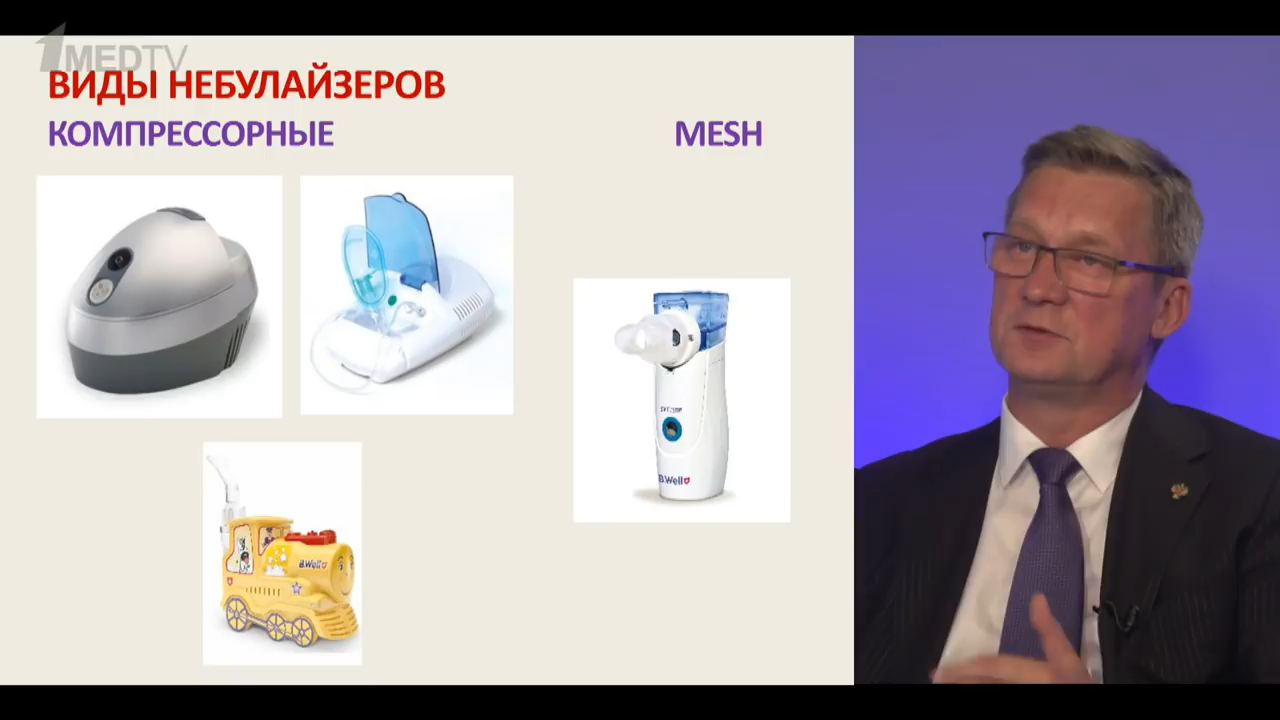 1MEDTV
ВИДЫ НЕБУЛАЙЗЕРОВ
КОМПРЕССОРНЫЕ
MESH
B.Well
B.Well